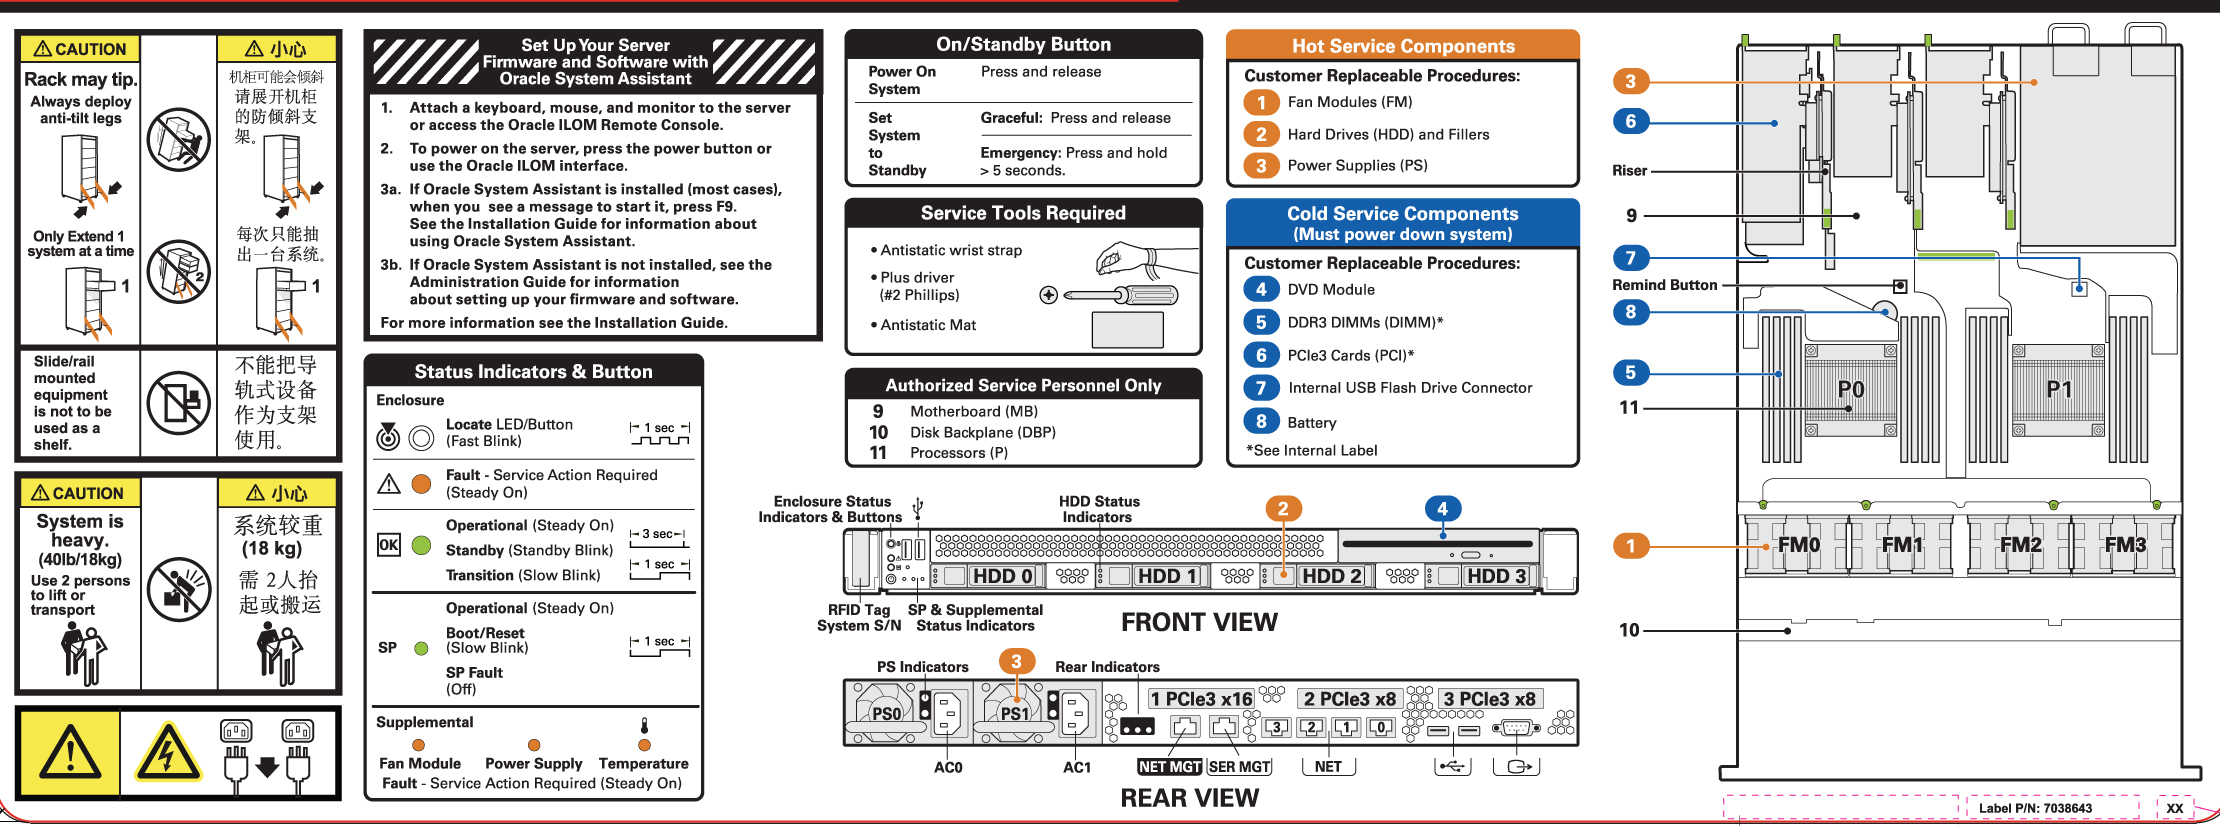 CAUTION
Rack may tip.
Always deploy
anti-tilt legs
Only Extend 1
system at a time
1
2
小心
机柜可能会倾斜
请展开机柜
的防倾斜支
架。
每次只能抽
出一台系统。
1
Slide/rail
mounted
equipment
is not to be
used as a
shelf.
不能把导
轨式设备
作为支架
使用。
CAUTION
System is
heavy.
(40lb/18kg)
Use 2 persons
to lift or
transport
小心
系统较重
(18 kg)
需 2人抬
起或搬运
Set Up Your Server
Firmware and Software with
Oracle System Assistant
1. Attach a keyboard, mouse, and monitor to the server
or access the Oracle ILOM Remote Console.
2. To power on the server, press the power button or
use the Oracle ILOM interface.
3a. If Oracle System Assistant is installed (most cases),
when you see a message to start it, press F9.
See the Installation Guide for information about
using Oracle System Assistant.
3b. If Oracle System Assistant is not installed, see the
Administration Guide for information
about setting up your firmware and software.
For more information see the Installation Guide.
Status Indicators & Button
Enclosure
Locate LED/Button
(Fast Blink)
1 sec
Fault - Service Action Required
(Steady On)
OK
Operational (Steady On)
Standby (Standby Blink)
3 sec
Transition (Slow Blink)
1 sec
SP
Operational (Steady On)
Boot/Reset
(Slow Blink)
1 sec
SP Fault
(Off)
Supplemental
Fan Module Power Supply Temperature
Fault - Service Action Required (Steady On)
On/Standby Button
Power On
System
Press and release
Set
System
to
Standby
Graceful: Press and release
Emergency: Press and hold
> 5 seconds.
Service Tools Required
• Antistatic wrist strap
• Plus driver
(#2 Phillips)
• Antistatic Mat
Authorized Service Personnel Only
9 Motherboard (MB)
10 Disk Backplane (DBP)
11 Processors (P)
Hot Service Components
Customer Replaceable Procedures:
1 Fan Modules (FM)
2 Hard Drives (HDD) and Fillers
3 Power Supplies (PS)
Cold Service Components
(Must power down system)
Customer Replaceable Procedures:
4 DVD Module
5 DDR3 DIMMs (DIMM)*
6 PCIe3 Cards (PCI)*
7 Internal USB Flash Drive Connector
8 Battery
*See Internal Label
Enclosure Status
Indicators & Buttons
HDD Status
Indicators
2
4
HDD 0
HDD 1
HDD 2
HDD 3
RFID Tag
System S/N
SP & Supplemental
Status Indicators
FRONT VIEW
PS Indicators
3
Rear Indicators
PS0
PS1
1 PCIe3 x16
2 PCIe3 x8
3 PCIe3 x8
3
2
1
0
AC0
AC1
NET MGT
SER MGT
NET
REAR VIEW
3
6
Riser
9
7
Remind Button
8
5
11
P0
P1
1
FM0
FM1
FM2
FM3
10
Label P/N: 7038643
XX